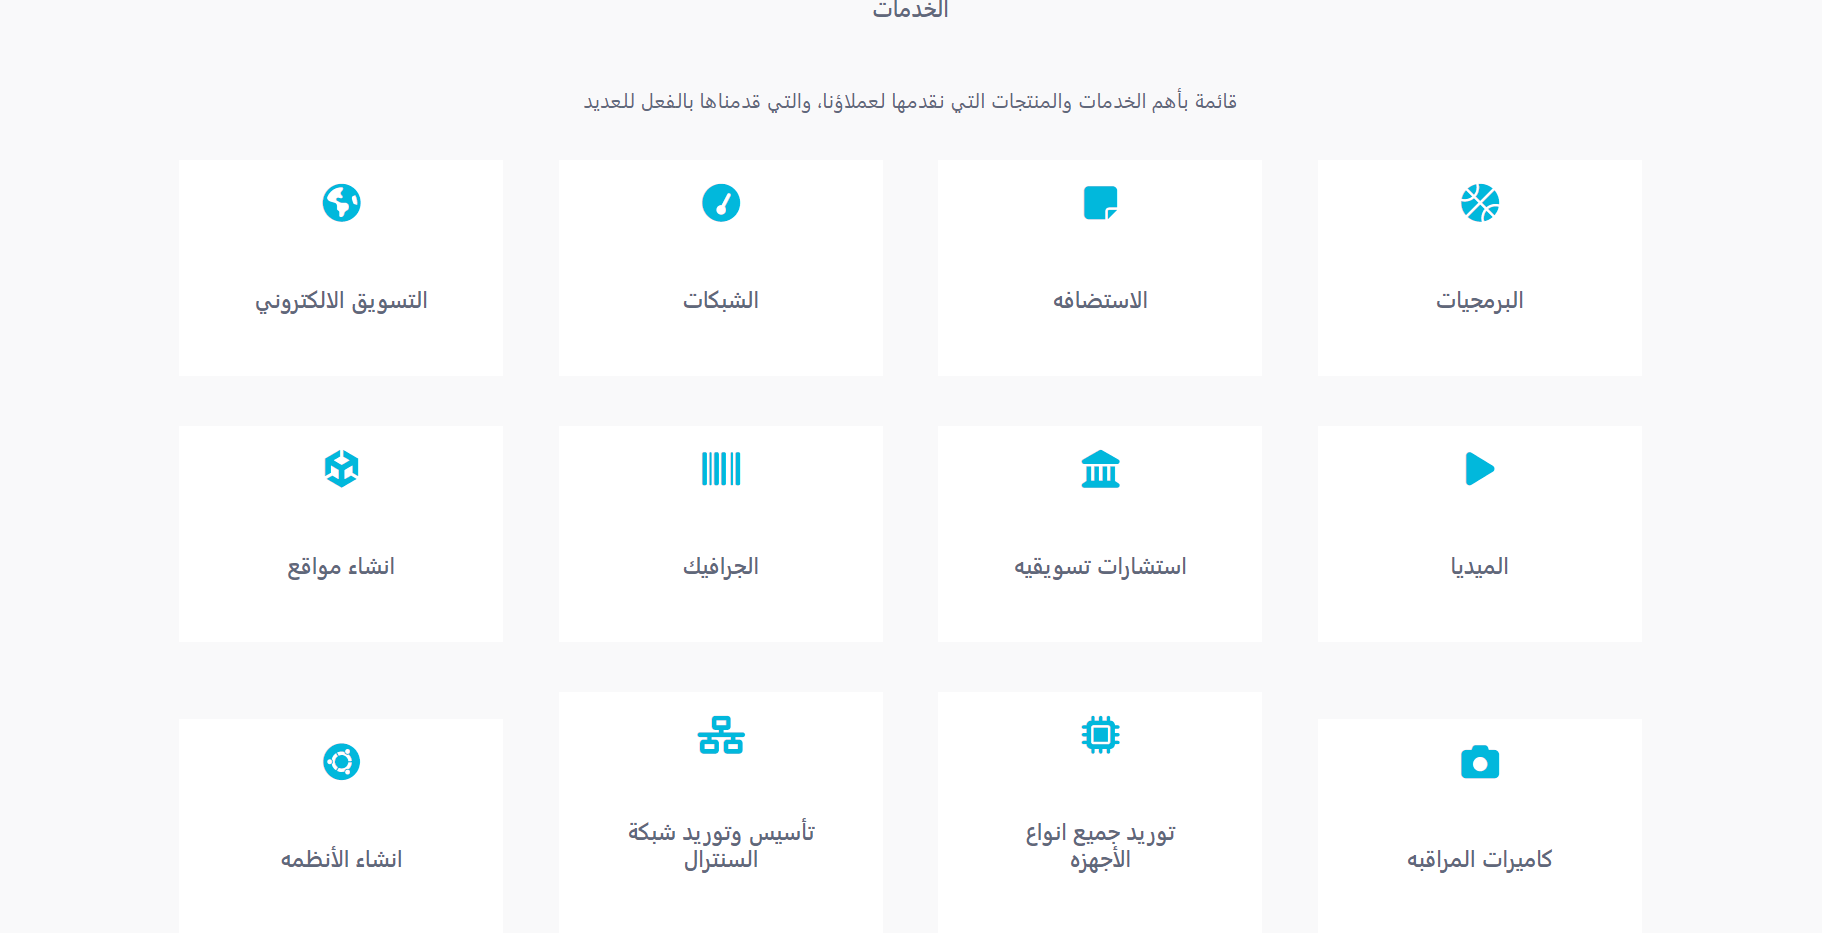 الخدمات
قائمة بأهم الخدمات والمنتجات التي نقدمها لعملاؤنا، والتي قدمناها بالفعل للعديد
البرمجيات
الاستضافه
الشبكات
التسويق الالكتروني
الميديا
استشارات تسويقيه
الجرافيك
انشاء مواقع
كاميرات المراقبه
توريد جميع انواع
الأجهزه
تأسيس وتوريد شبكة
السنترال
انشاء الأنظمه